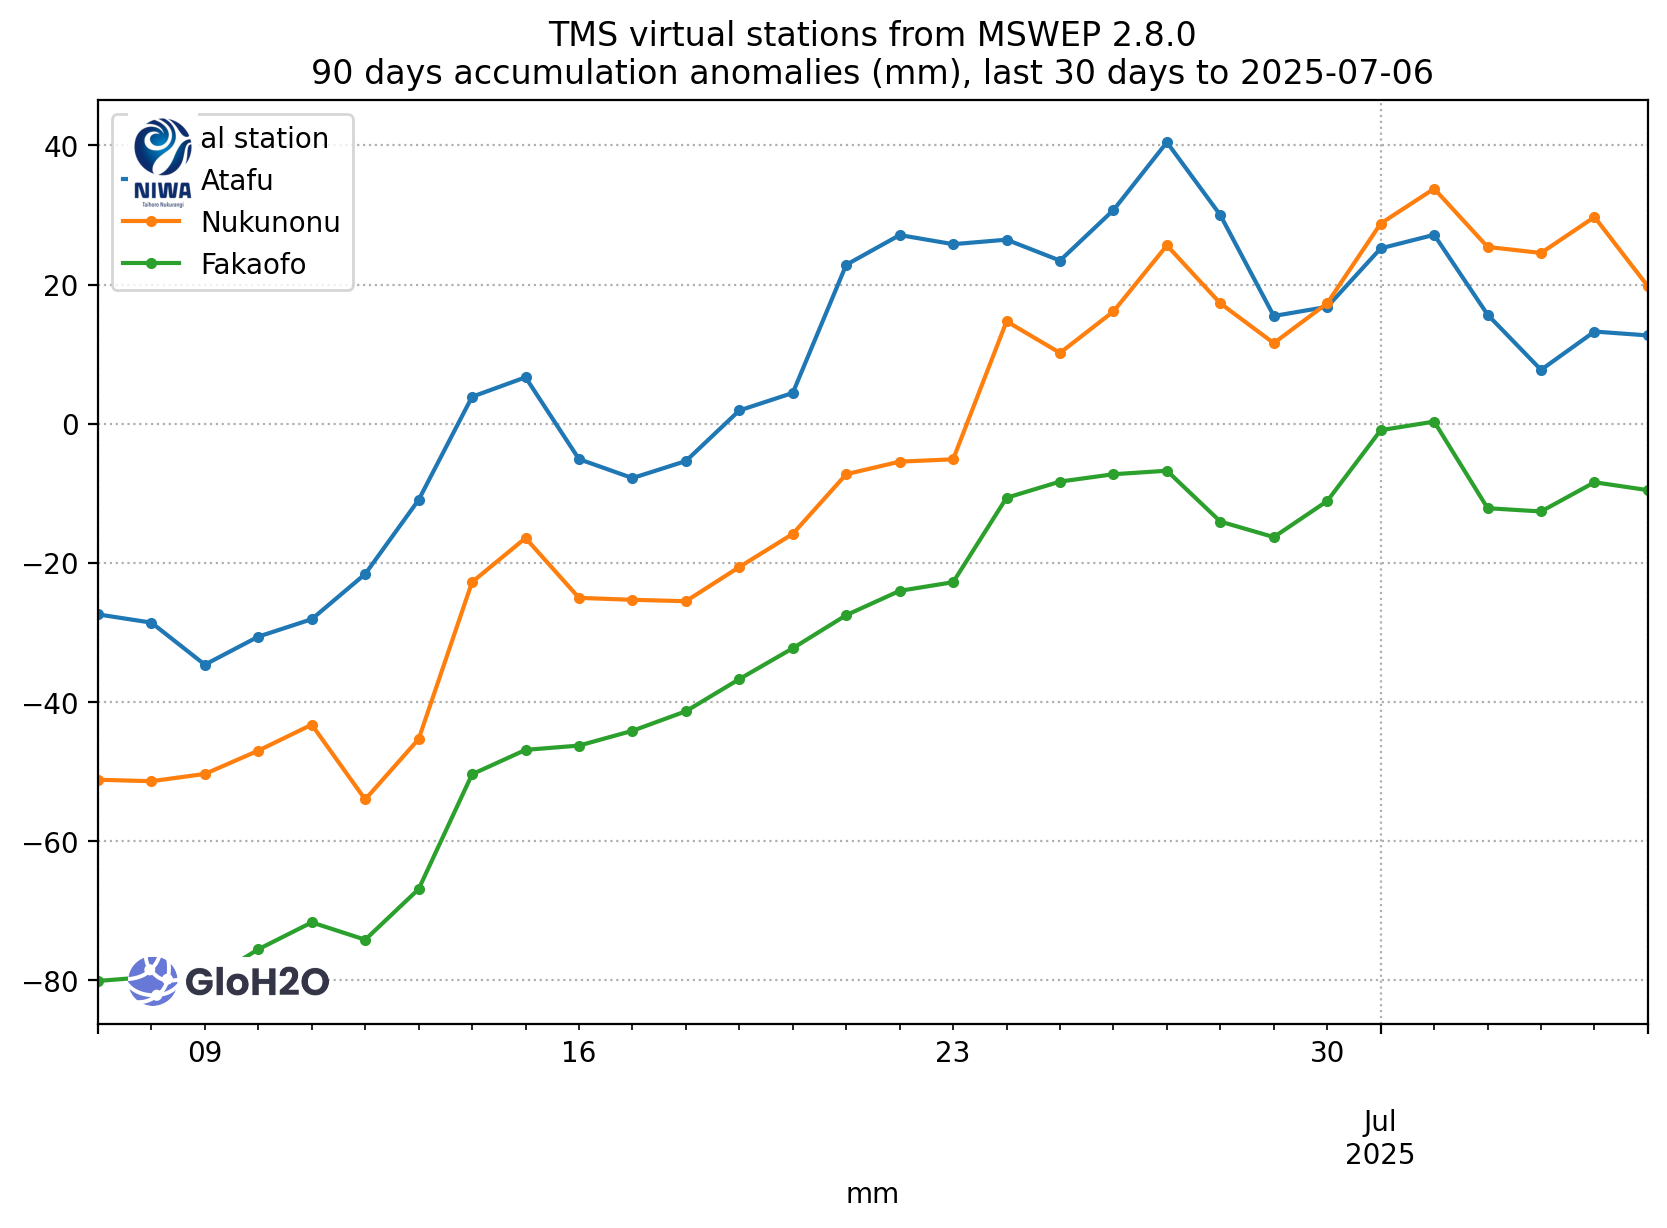 TMS virtual stations from MSWEP 2.8.0
90 days accumulation anomalies (mm), last 30 days to 2025-07-06
al station
Atafu
Nukunonu
Fakaofo
NIWA
Taihoro Nukurangi
40
20
0
−20
−40
−60
−80
GloH2O
09
16
23
30
Jul
2025
mm